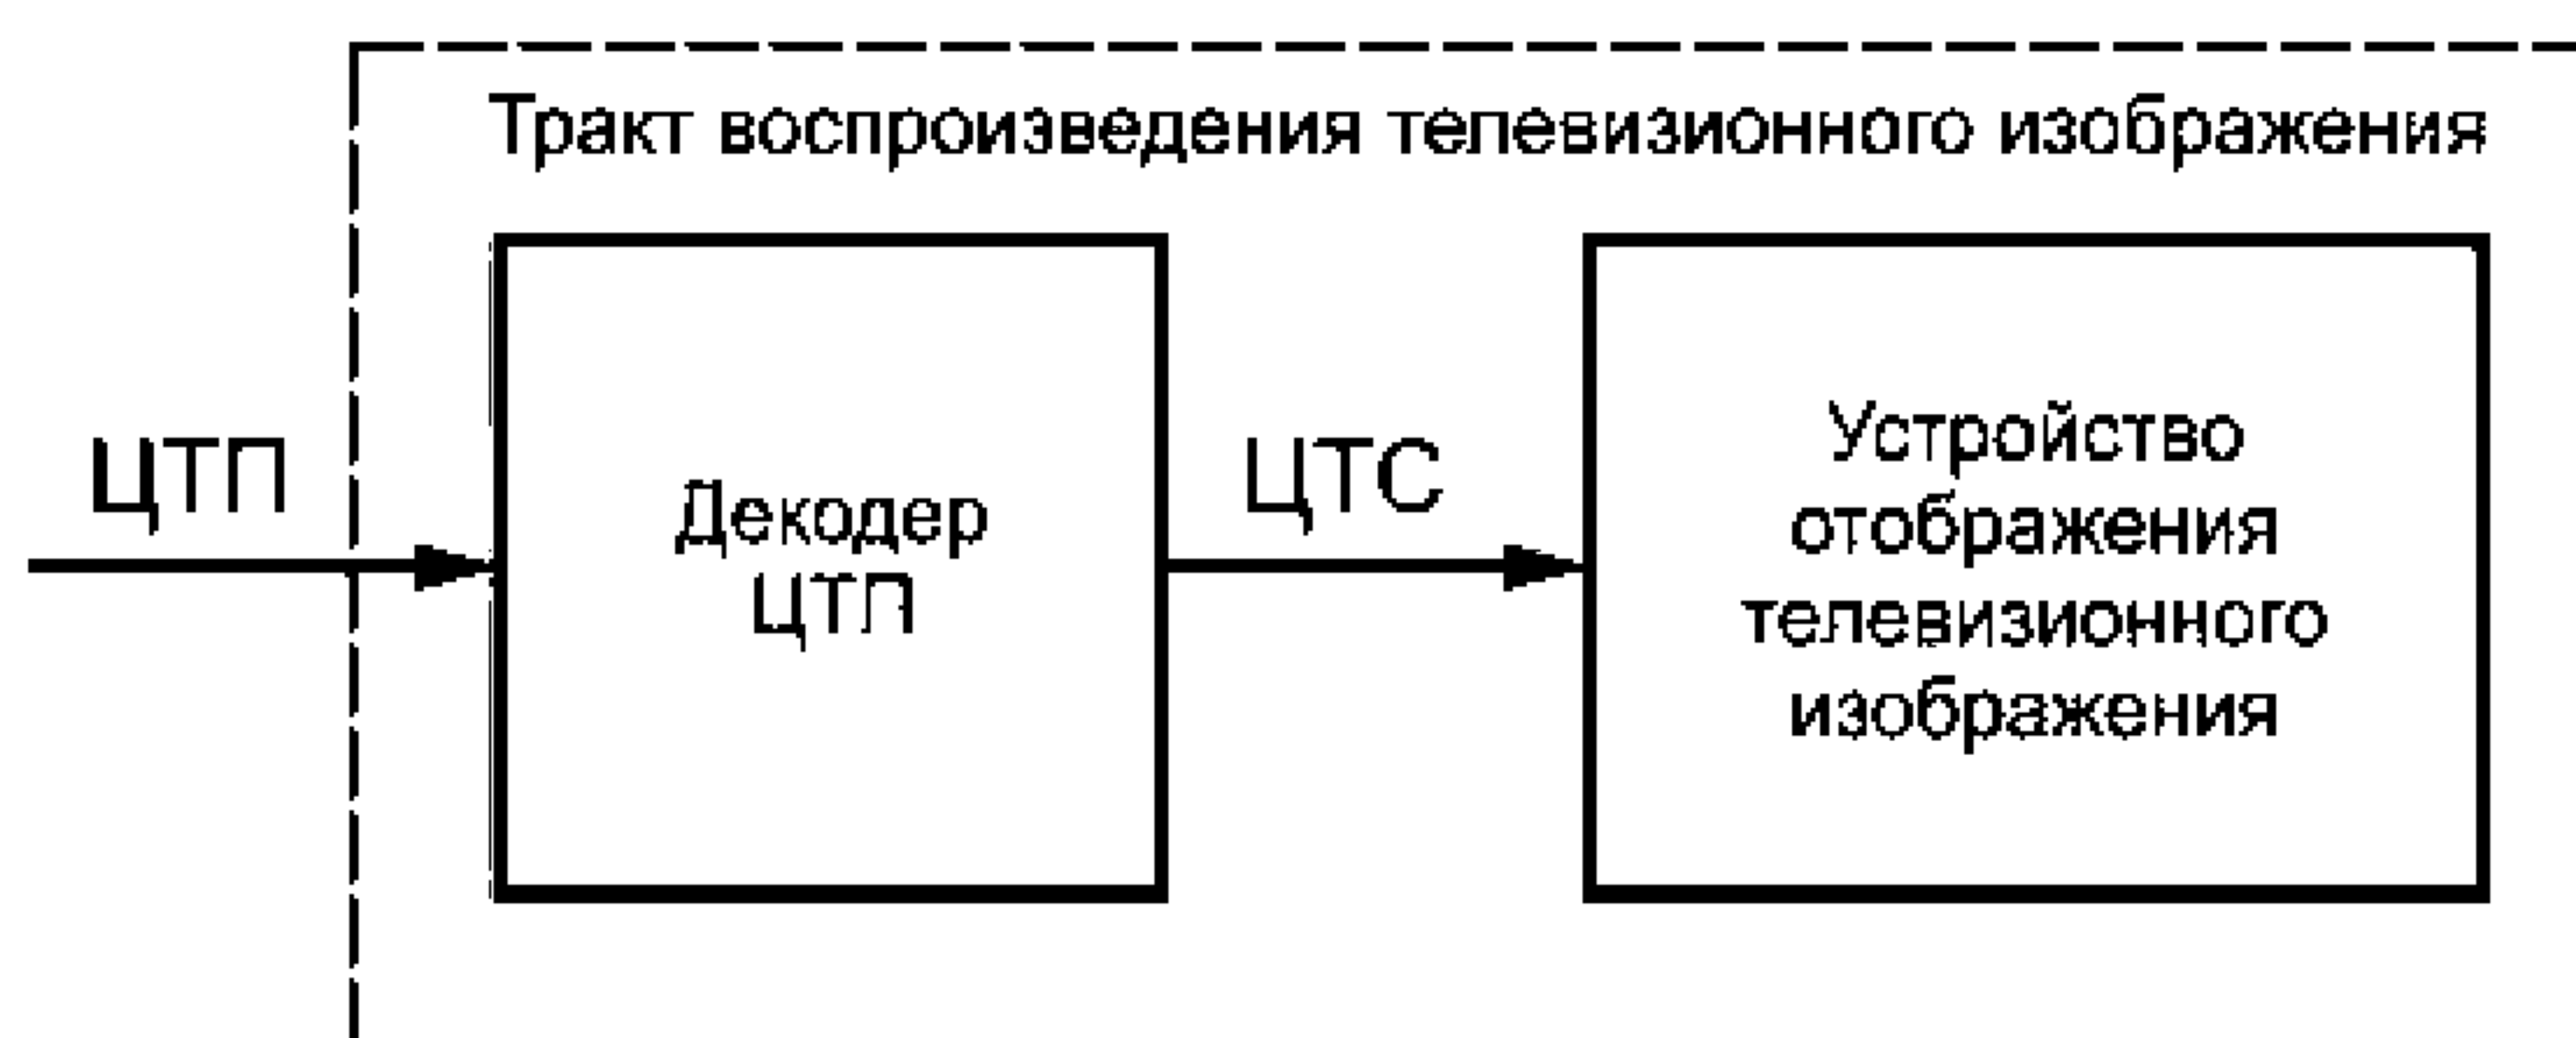 Тракт воспроизведения телевизионного изображения
ЦТП
Декодер
ЦТП
ЦТС
Устройство
отображения
телевизионного
изображения